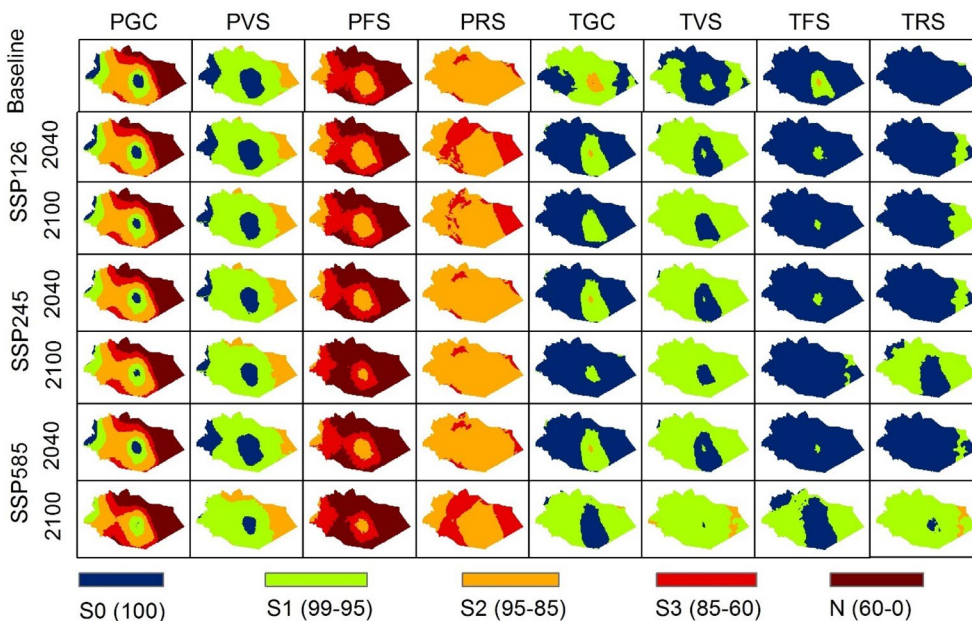 PGC PVS PFS PRS TGC TVS TFS TRS
Baseline
SSP126
2040
2100
SSP245
2040
2100
SSP585
2040
2100
S0 (100) S1 (99-95) S2 (95-85) S3 (85-60) N (60-0)